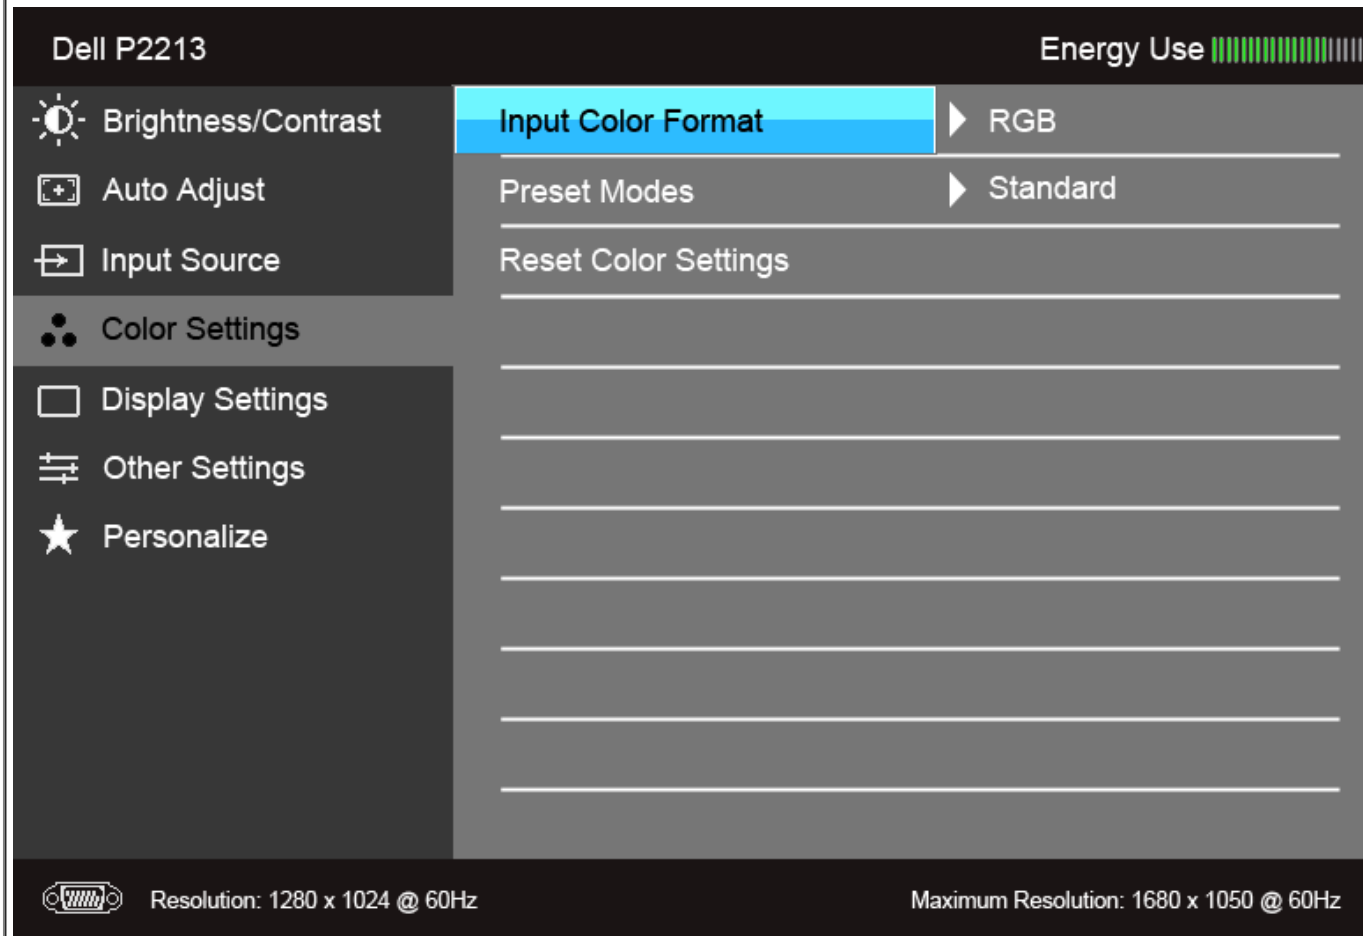 Dell P2213 Energy Use
Brightness/Contrast Input Color Format RGB
Auto Adjust Preset Modes Standard
Input Source Reset Color Settings
Color Settings
Display Settings
Other Settings
Personalize
Resolution: 1280 x 1024 @ 60Hz Maximum Resolution: 1680 x 1050 @ 60Hz